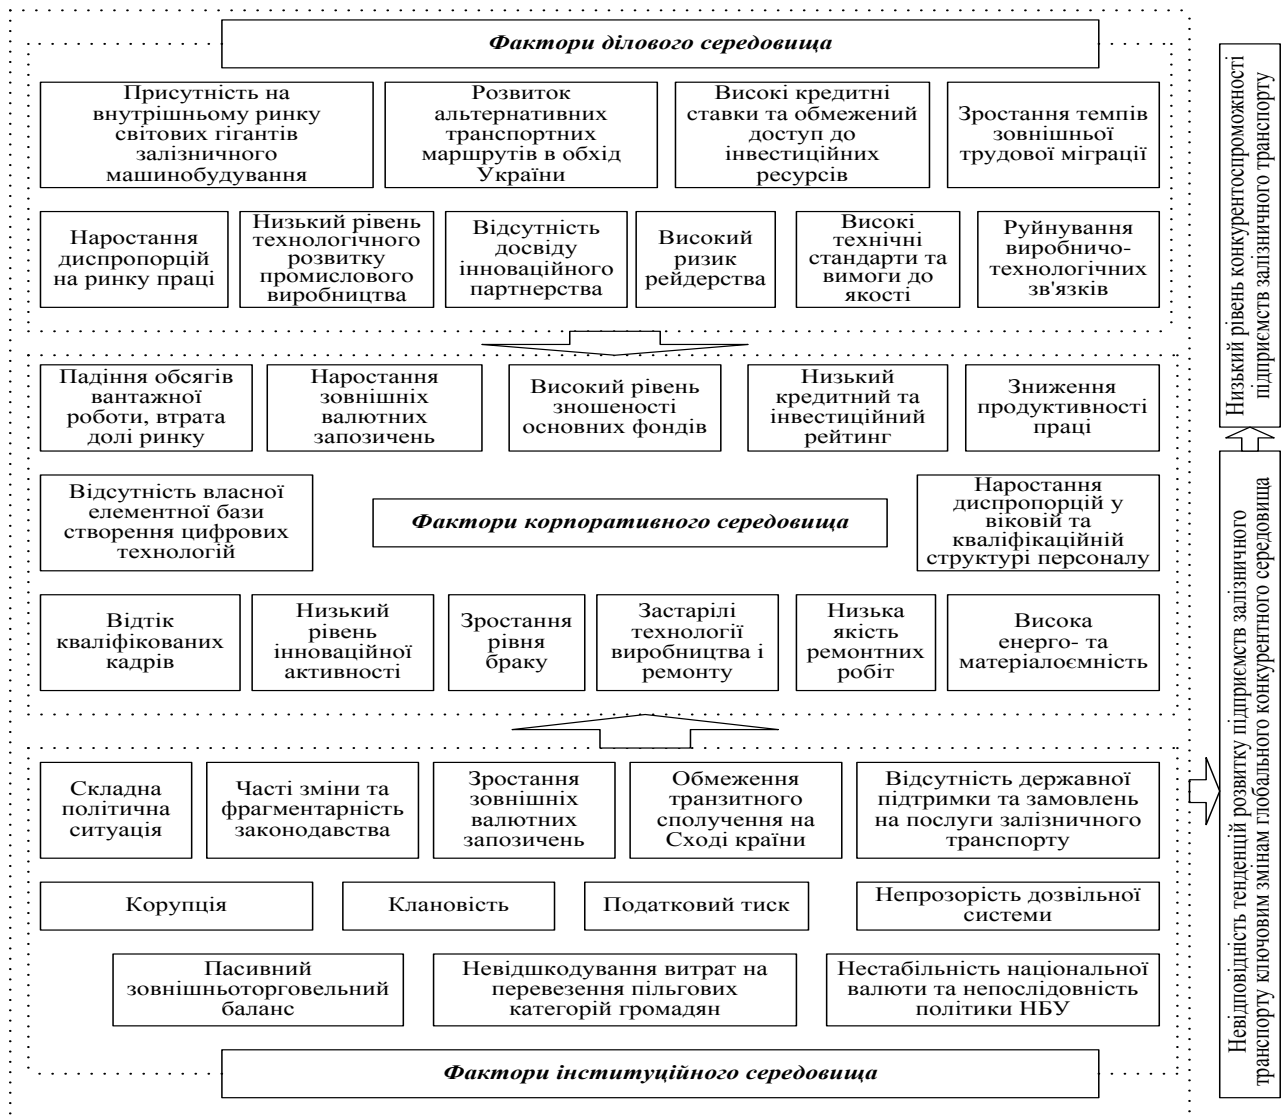 Фактори ділового середовища
Присутність на
внутрішньому ринку
світових гігантів
залізничного
машинобудування
Розвиток
альтернативних
транспортних
маршрутів в обхід
України
Високі кредитні
ставки та обмежений
доступ до
інвестиційних
ресурсів
Зростання темпів
зовнішньої
трудової міграції
Наростання
диспропорцій
на ринку праці
Низький рівень
технологічного
розвитку
промислового
виробництва
Відсутність
досвіду
інноваційного
партнерства
Високий
ризик
рейдерства
Високі
технічні
стандарти та
вимоги до
якості
Руйнування
виробничо-
технологічних
зв'язків
Падіння обсягів
вантажної
роботи, втрата
долі ринку
Наростання
зовнішніх
валютних
запозичень
Високий рівень
зношеності
основних фондів
Низький
кредитний та
інвестиційний
рейтинг
Зниження
продуктивності
праці
Відсутність власної
елементної бази
створення цифрових
технологій
Фактори корпоративного середовища
Наростання
диспропорцій у
віковій та
кваліфікаційній
структурі персоналу
Відтік
кваліфікованих
кадрів
Низький
рівень
інноваційної
активності
Зростання
рівня
браку
Застарілі
технології
виробництва і
ремонту
Низька
якість
ремонтних
робіт
Висока
енерго- та
матеріалоємність
Складна
політична
ситуація
Часті зміни та
фрагментарність
законодавства
Зростання
зовнішніх
валютних
запозичень
Обмеження
транзитного
сполучення на
Сході країни
Відсутність державної
підтримки та замовлень
на послуги залізничного
транспорту
Корупція
Клановість
Податковий тиск
Непрозорість дозвільної
системи
Пасивний
зовнішньоторговельний
баланс
Невідшкодування витрат на
перевезення пільгових
категорій громадян
Нестабільність національної
валюти та непослідовність
політики НБУ
Фактори інституційного середовища
Невідповідність тенденцій розвитку підприємств залізничного
транспорту ключовим змінам глобального конкурентного середовища
Низький рівень конкурентоспроможності
підприємств залізничного транспорту